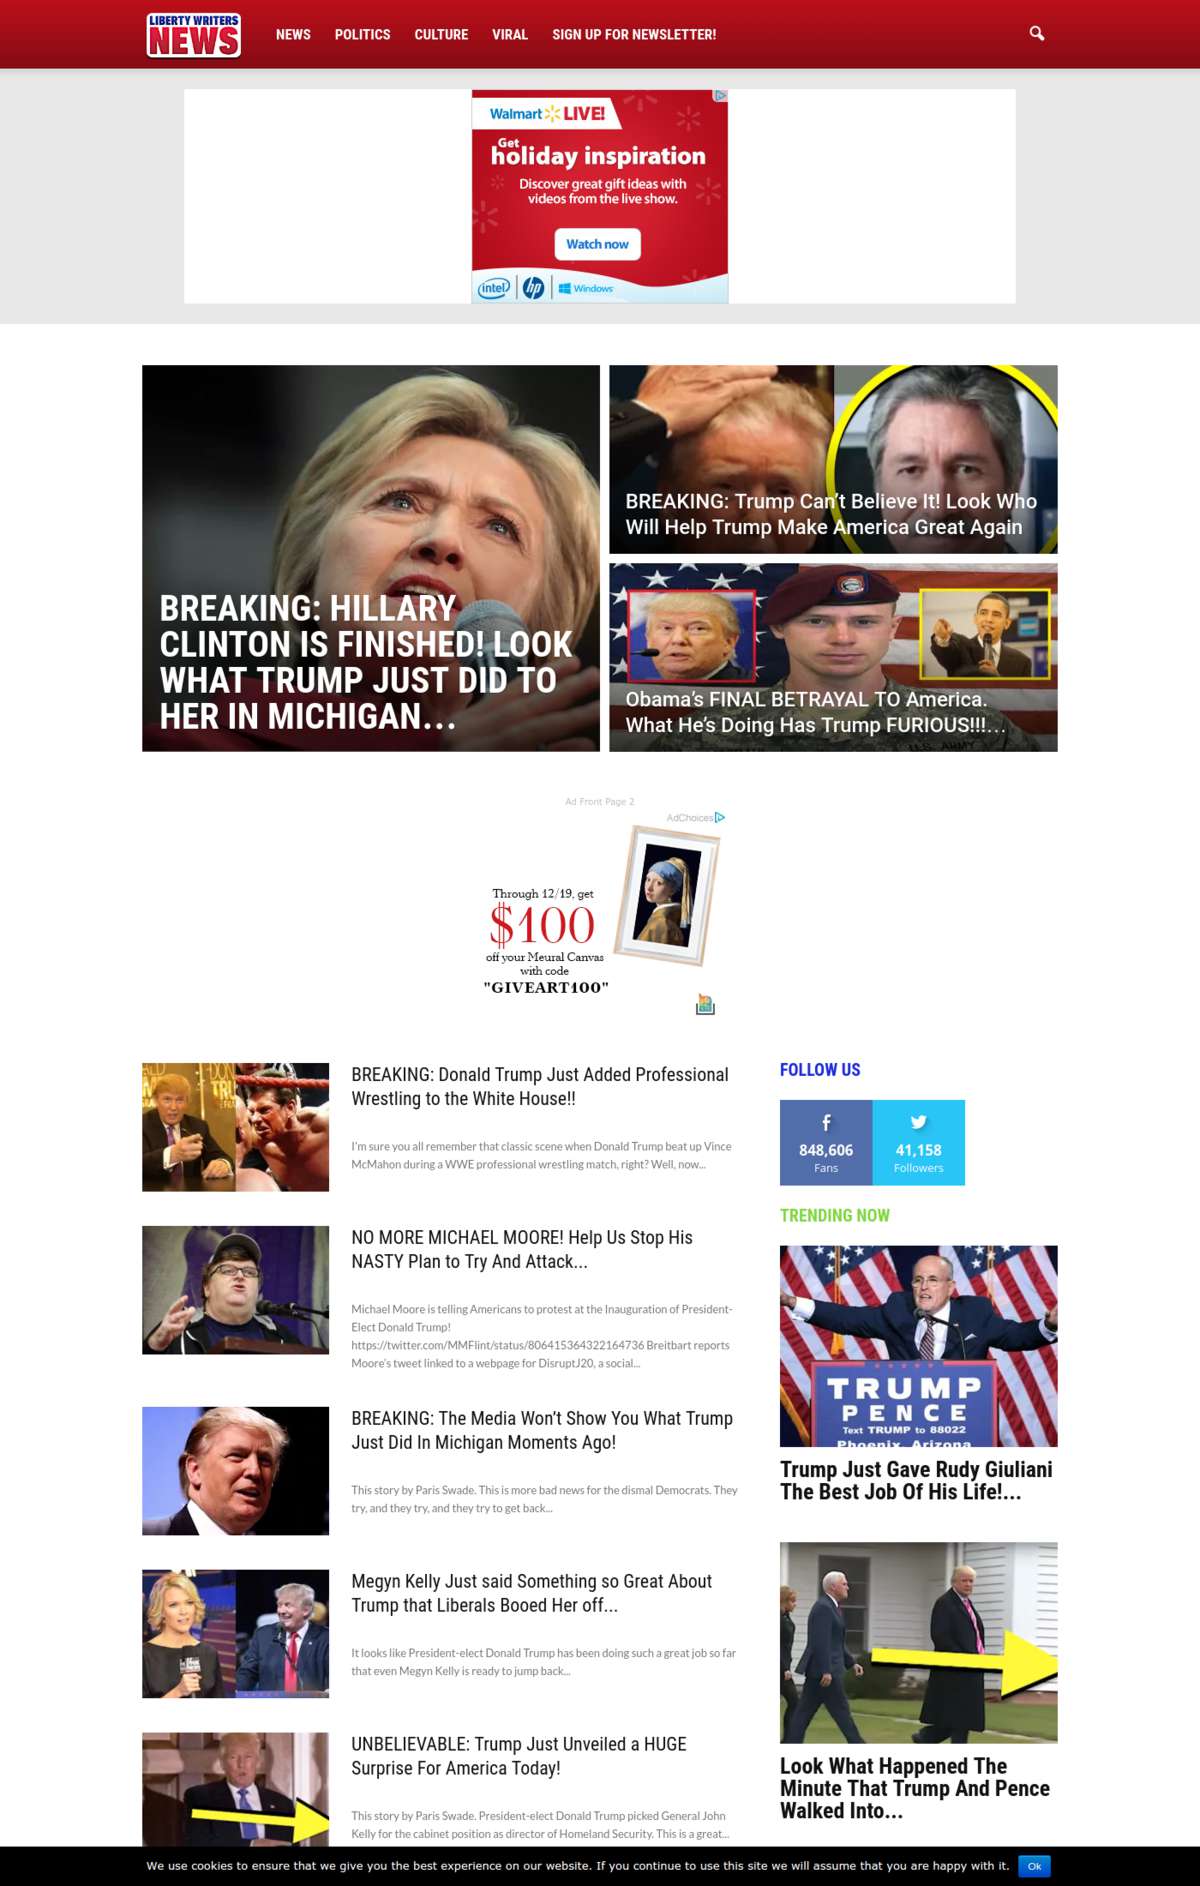 LIBERTY WRITERS
NEWS
NEWS POLITICS CULTURE VIRAL SIGN UP FOR NEWSLETTER!
Walmart LIVE!
Get
holiday inspiration
Discover great gift ideas with
videos from the live show.
Watch now
intel hp Windows
BREAKING: HILLARY
CLINTON IS FINISHED! LOOK
WHAT TRUMP JUST DID TO
HER IN MICHIGAN...
BREAKING: Trump Can't Believe It! Look Who
Will Help Trump Make America Great Again
Obama's FINAL BETRAYAL TO America.
What He's Doing Has Trump FURIOUS!!!...
U.S. ARMY
Ad Front Page 2
AdChoices
Through 12/19, get
$100
off your Meural Canvas
with code
"GIVEART100"
BREAKING: Donald Trump Just Added Professional
Wrestling to the White House!!
I'm sure you all remember that classic scene when Donald Trump beat up Vince
McMahon during a WWE professional wrestling match, right? Well, now...
NO MORE MICHAEL MOORE! Help Us Stop His
NASTY Plan to Try And Attack...
Michael Moore is telling Americans to protest at the Inauguration of President-
Elect Donald Trump!
https://twitter.com/MMFlint/status/806415364322164736 Breitbart reports
Moore's tweet linked to a webpage for DisruptJ20, a social...
BREAKING: The Media Won't Show You What Trump
Just Did In Michigan Moments Ago!
This story by Paris Swade. This is more bad news for the dismal Democrats. They
try, and they try, and they try to get back...
Megyn Kelly Just said Something so Great About
Trump that Liberals Booed Her off...
It looks like President-elect Donald Trump has been doing such a great job so far
that even Megyn Kelly is ready to jump back...
UNBELIEVABLE: Trump Just Unveiled a HUGE
Surprise For America Today!
This story by Paris Swade. President-elect Donald Trump picked General John
Kelly for the cabinet position as director of Homeland Security. This is a great...
FOLLOW US
848,606
Fans
41,158
Followers
TRENDING NOW
TRUMP
PENCE
Text TRUMP to 88022
Phoenix, Arizona
Trump Just Gave Rudy Giuliani
The Best Job Of His Life!...
Look What Happened The
Minute That Trump And Pence
Walked Into...
We use cookies to ensure that we give you the best experience on our website. If you continue to use this site we will assume that you are happy with it. Ok